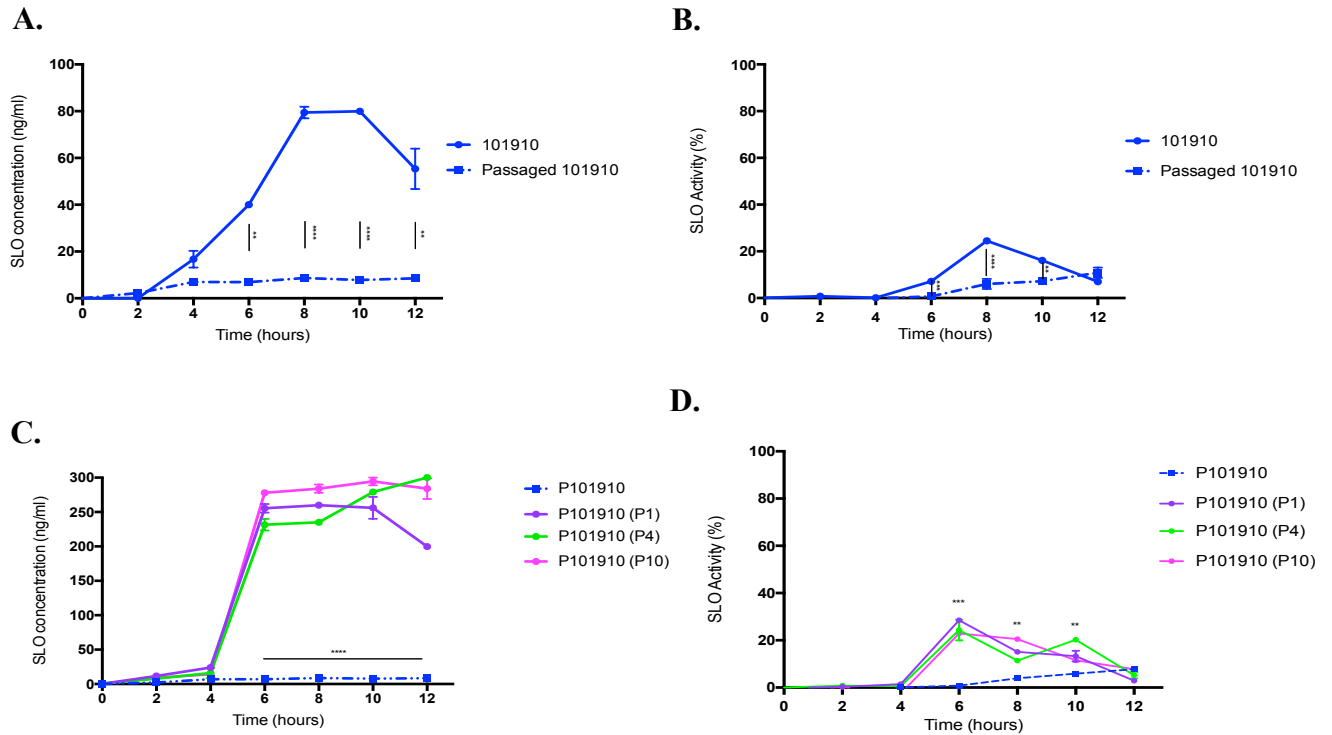 A.
SLO concentration (ng/ml)
100
80
60
40
20
0
0 2 4 6 8 10 12
Time (hours)
** **** **** **
101910
Passaged 101910
B.
SLO Activity (%)
100
80
60
40
20
0
0 2 4 6 8 10 12
Time (hours)
*** **** **
101910
Passaged 101910
C.
SLO concentration (ng/ml)
300
250
200
150
100
50
0
0 2 4 6 8 10 12
Time (hours)
****
P101910
P101910 (P1)
P101910 (P4)
P101910 (P10)
D.
SLO Activity (%)
100
80
60
40
20
0
0 2 4 6 8 10 12
Time (hours)
*** ** **
P101910
P101910 (P1)
P101910 (P4)
P101910 (P10)